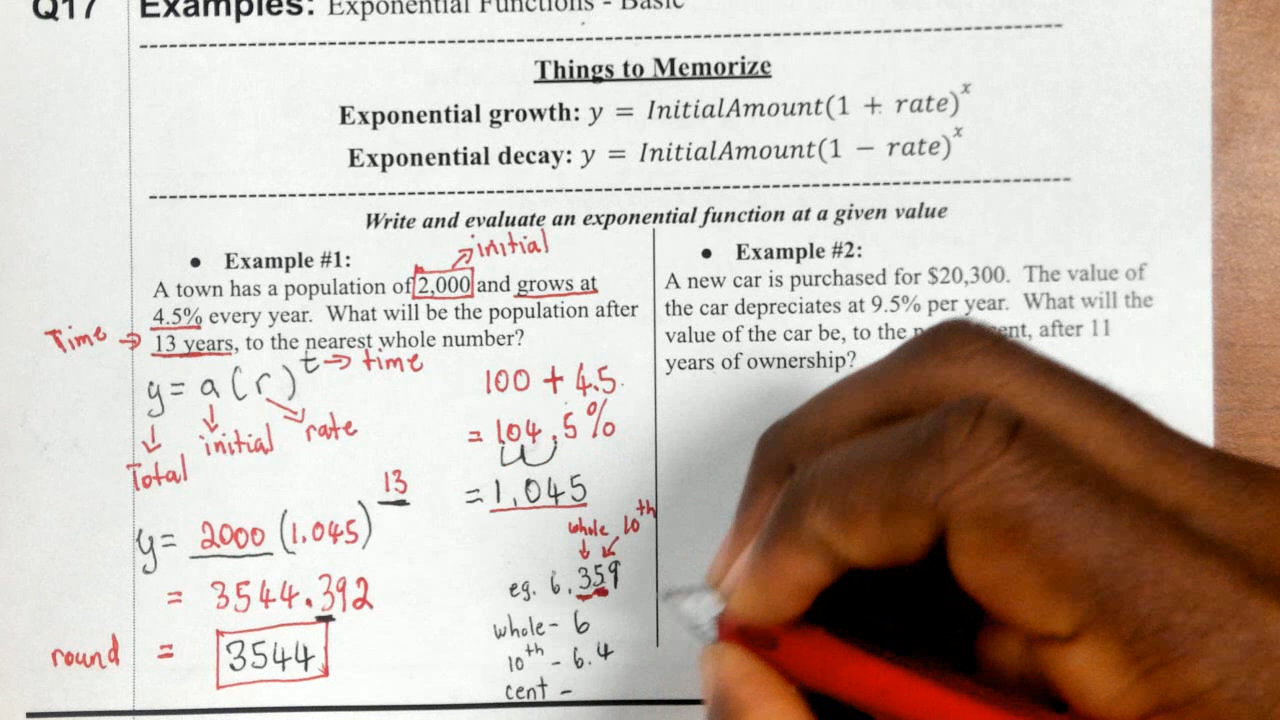 Q17 Examples: Exponential Functions - Basic
Things to Memorize
Exponential growth: y = InitialAmount(1 + rate)^x
Exponential decay: y = InitialAmount(1 − rate)^x
Write and evaluate an exponential function at a given value
initial
• Example #1:
A town has a population of 2,000 and grows at
4.5% every year. What will be the population after
13 years, to the nearest whole number?
Time →
y = a(r)^t → time
Total
initial
rate
y = 2000 (1.045)^13
= 3544.392
round = 3544
100 + 4.5
= 104.5%
= 1.045
whole 10th
eg. 6.359
whole - 6
10th - 6.4
cent -
• Example #2:
A new car is purchased for $20,300. The value of
the car depreciates at 9.5% per year. What will the
value of the car be, to the , after 11
years of ownership?